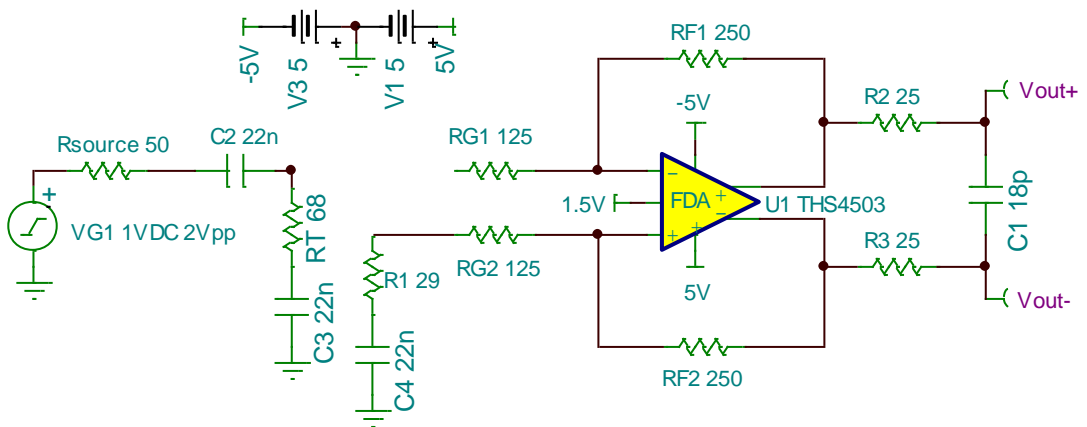 RF1 250
-5V
V3 5
V1 5
5V
-5V
R2 25
Vout+
C2 22n
Rsource 50
RG1 125
-
FDA
+
-
+
+
1.5V
U1 THS4503
C1 18p
+
VG1 1VDC 2Vpp
RT 68
RG2 125
R1 29
5V
R3 25
Vout-
C3 22n
C4 22n
RF2 250
+
+